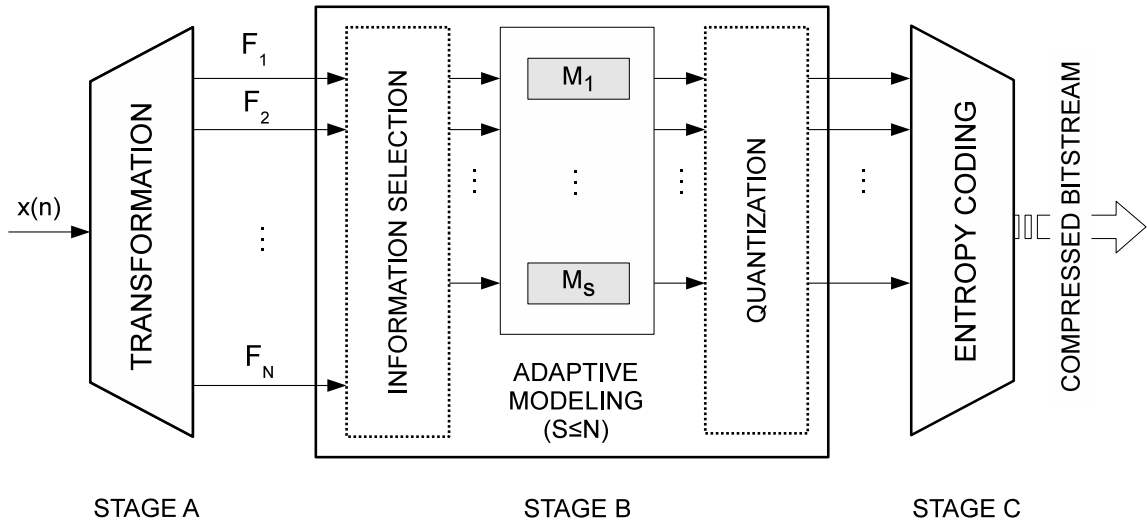 x(n)
TRANSFORMATION
F1
F2
⋮
FN
INFORMATION SELECTION
⋮
M1
⋮
MS
ADAPTIVE
MODELING
(S≤N)
⋮
QUANTIZATION
⋮
ENTROPY CODING
COMPRESSED BITSTREAM
STAGE A
STAGE B
STAGE C